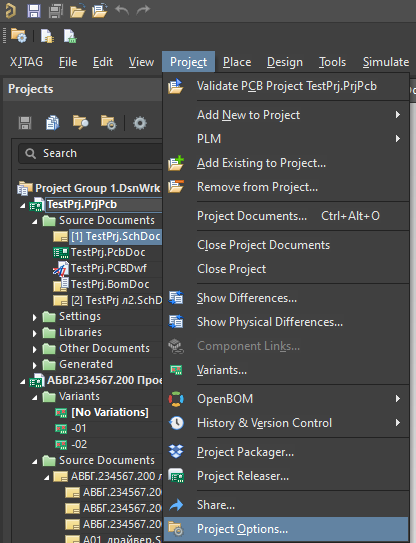 XJTAG File Edit View Project Place Design Tools Simulate
Projects
Search
Project Group 1.DsnWrk
TestPrj.PrjPcb
Source Documents
[1] TestPrj.SchDoc
TestPrj.PcbDoc
TestPrj.PCBDwf
TestPrj.BomDoc
[2] TestPrj л2.SchD
Settings
Libraries
Other Documents
Generated
АБВГ.234567.200 Прое
Variants
[No Variations]
-01
-02
Source Documents
АБВГ.234567.200 л
АБВГ.234567.200
АБВГ.234567.200
АБВГ.234567.200
A01 драйвер.S
Validate PCB Project TestPrj.PrjPcb
Add New to Project
PLM
Add Existing to Project...
Remove from Project...
Project Documents... Ctrl+Alt+O
Close Project Documents
Close Project
Show Differences...
Show Physical Differences...
Component Links...
Variants...
OpenBOM
History & Version Control
Project Packager...
Project Releaser...
Share...
Project Options...